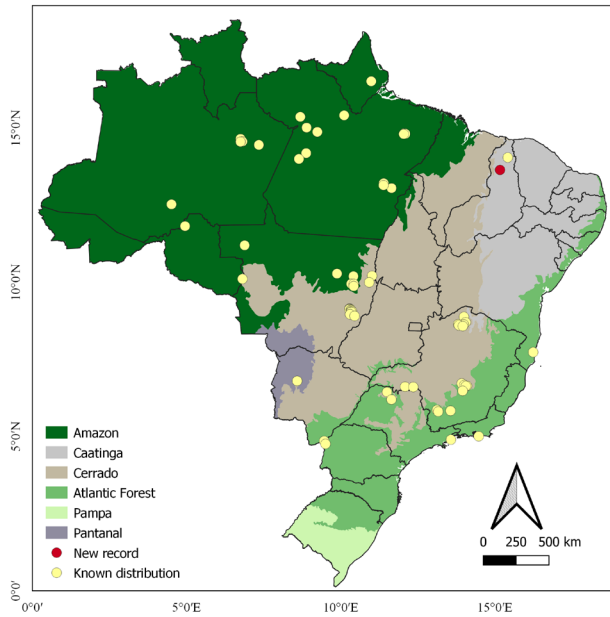 15°0'N
10°0'N
5°0'N
0°0'
Amazon
Caatinga
Cerrado
Atlantic Forest
Pampa
Pantanal
New record
Known distribution
0 250 500 km
0°0'
5°0'E
10°0'E
15°0'E